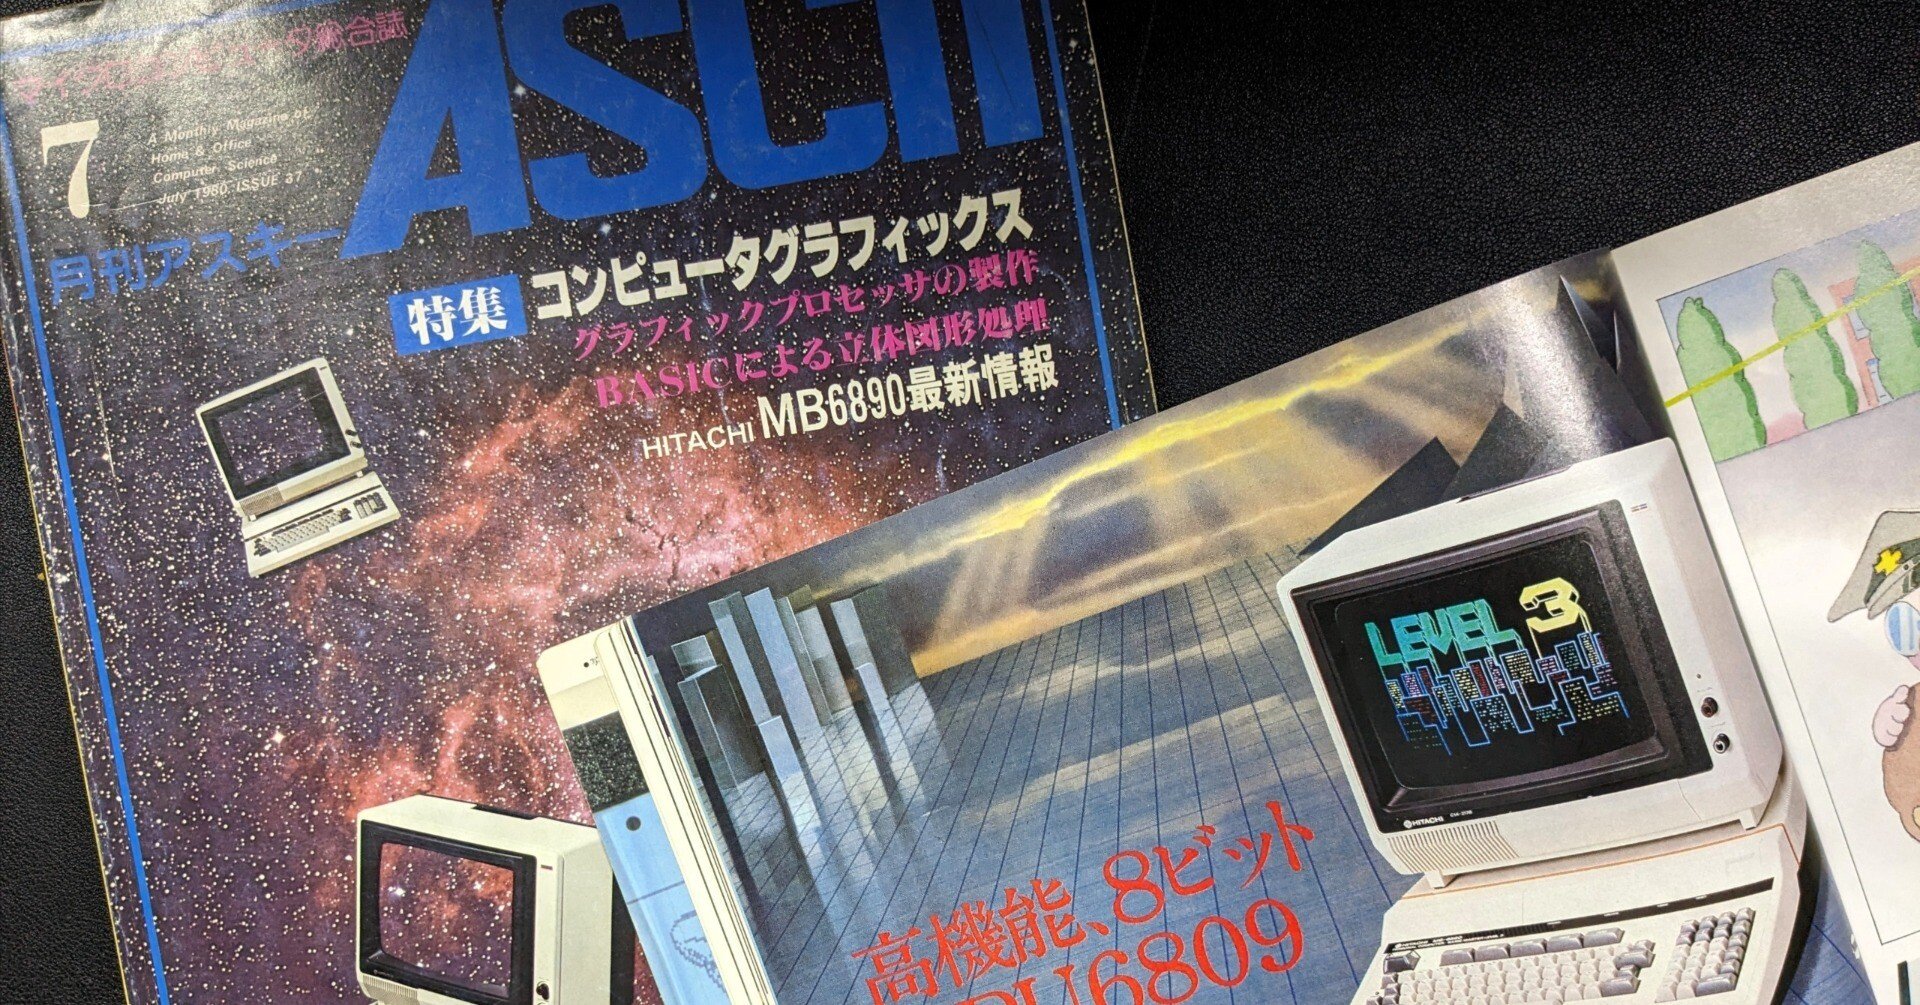 マイクロコンピュータ総合誌
ASCII
7
A Monthly Magazine of
Home & Office
Computer Science
July 1980 ISSUE 37
月刊アスキー
特集 コンピュータグラフィックス
グラフィックプロセッサの製作
BASICによる立体図形処理
HITACHI MB6890最新情報
LEVEL 3
HITACHI
高機能、8ビット
CPU6809
HITACHI